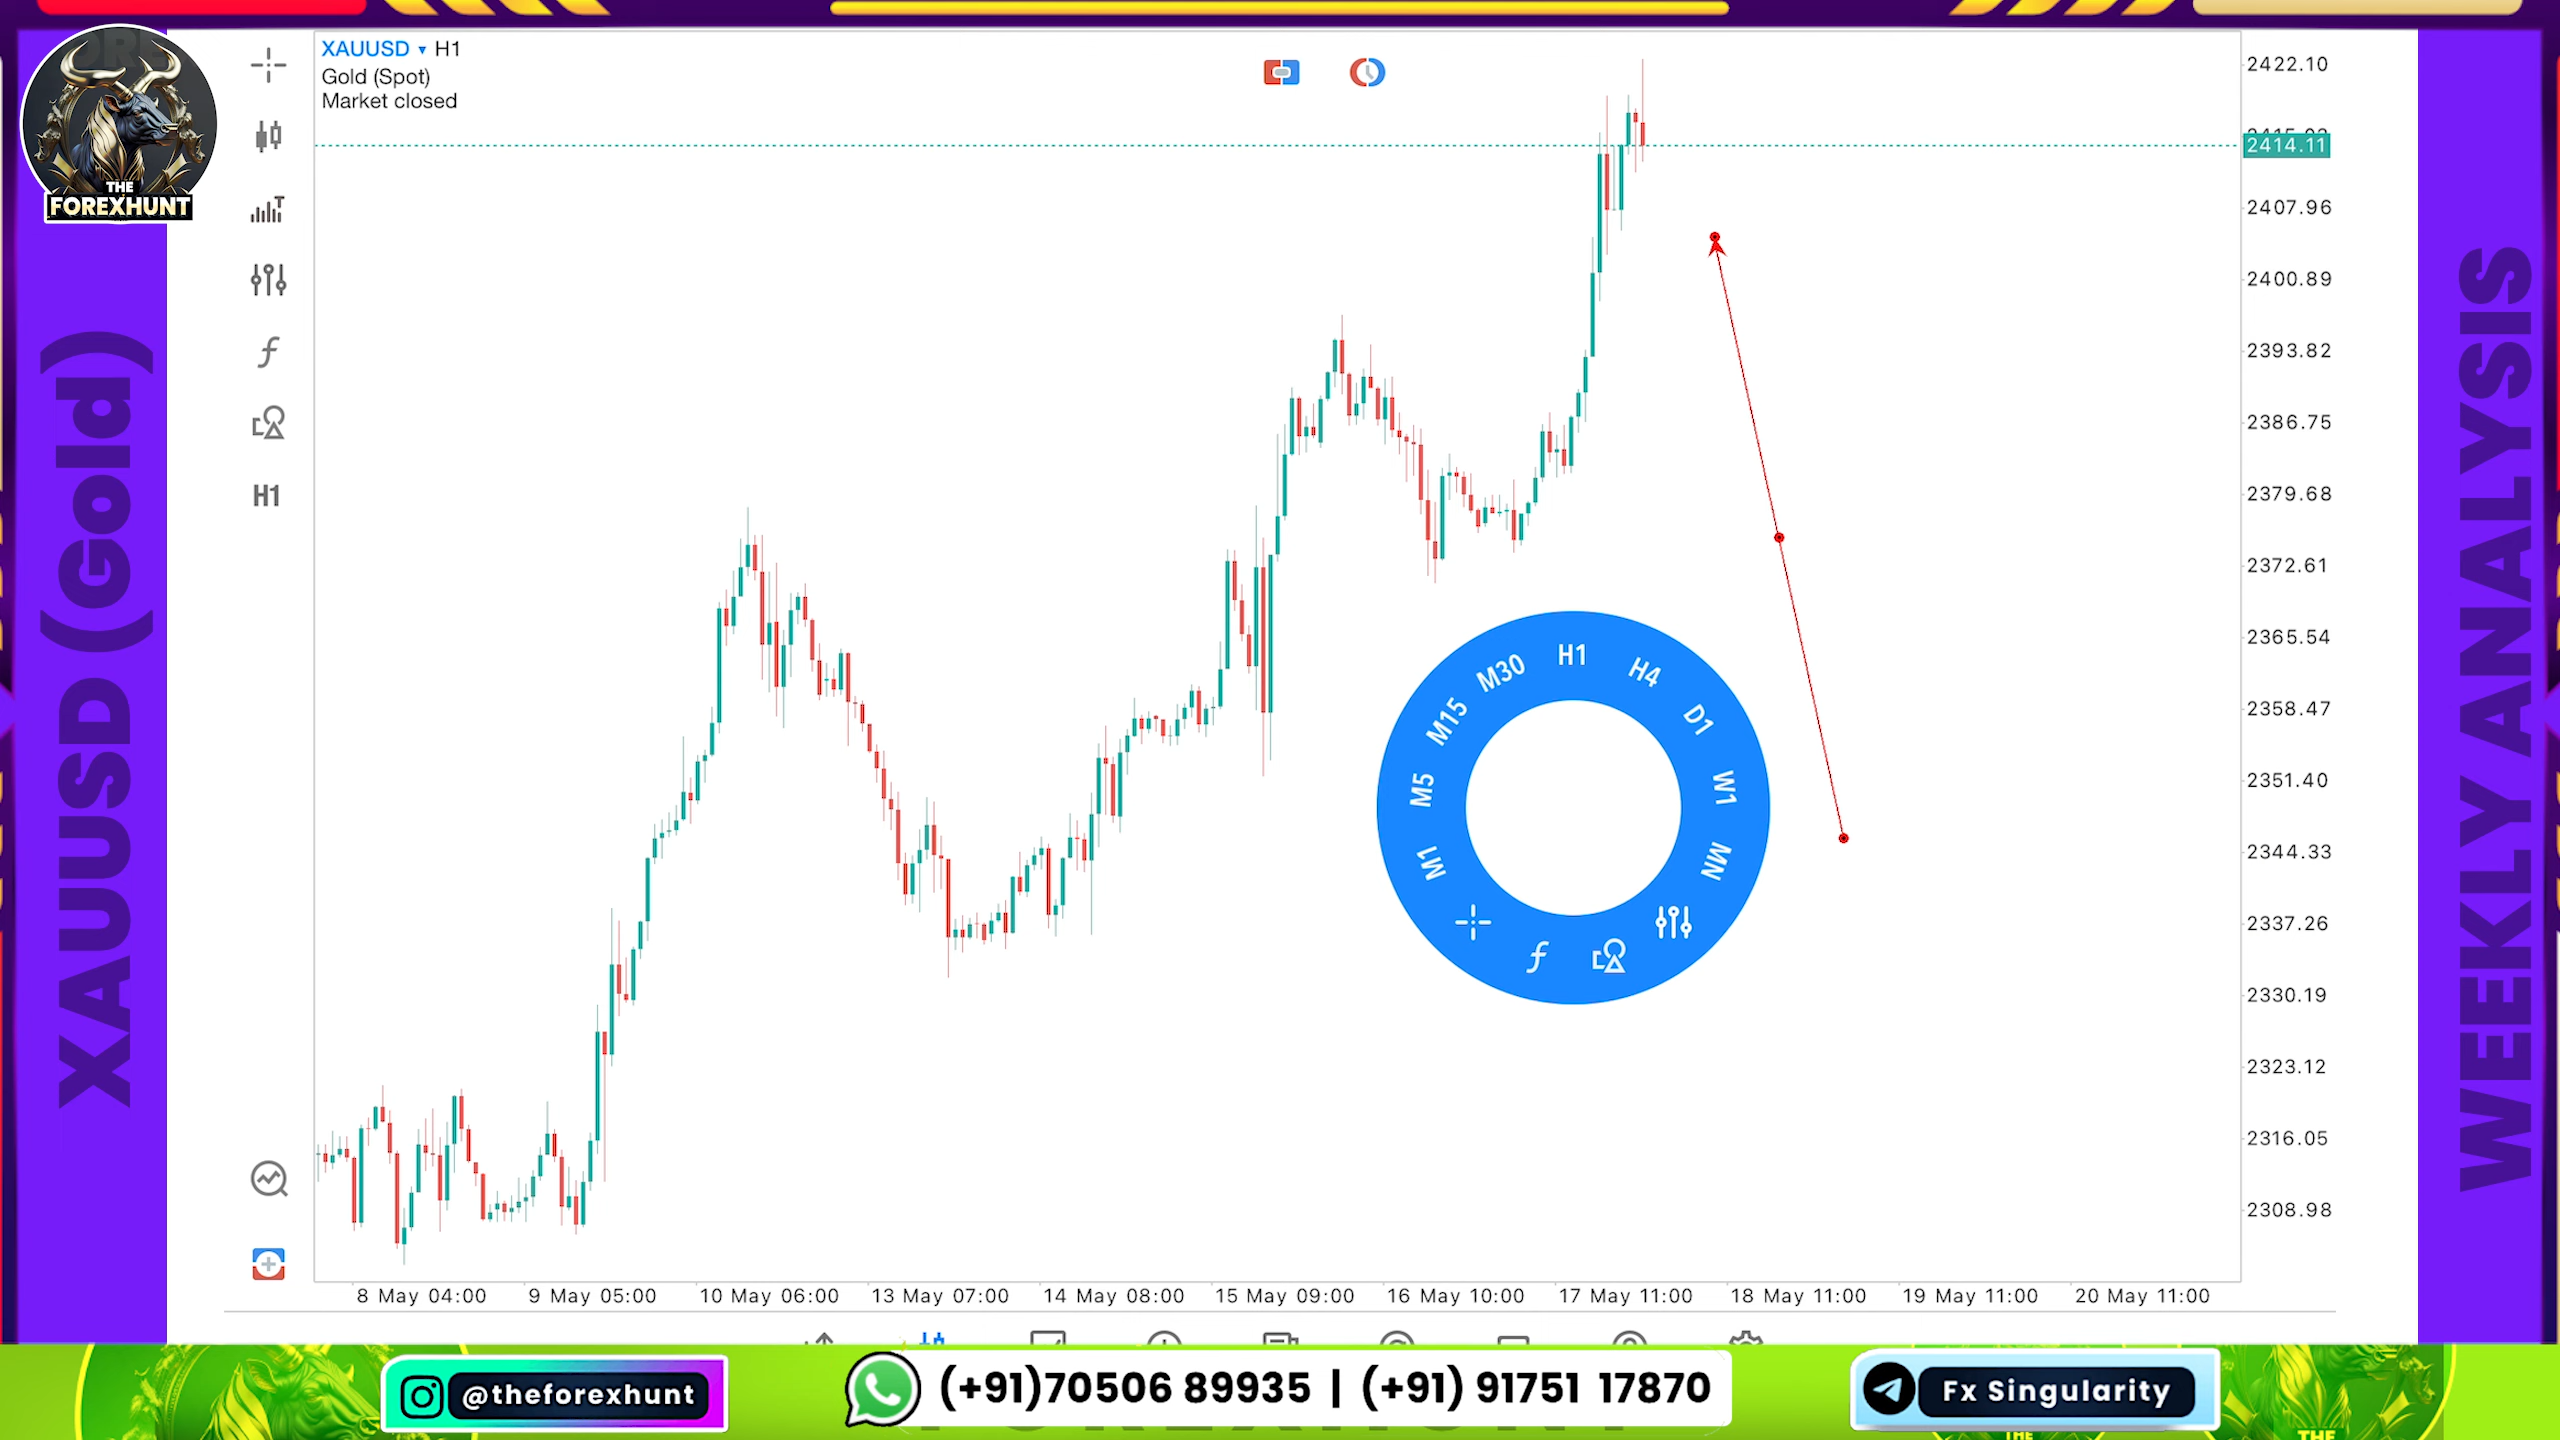 XAUUSD ▾ H1
Gold (Spot)
Market closed
THE
FOREXHUNT
H1
XAUUSD (Gold)
WEEKLY ANALYSIS
2422.10
2414.11
2407.96
2400.89
2393.82
2386.75
2379.68
2372.61
2365.54
2358.47
2351.40
2344.33
2337.26
2330.19
2323.12
2316.05
2308.98
M1
M5
M15
M30
H1
H4
D1
W1
MN
8 May 04:00
9 May 05:00
10 May 06:00
13 May 07:00
14 May 08:00
15 May 09:00
16 May 10:00
17 May 11:00
18 May 11:00
19 May 11:00
20 May 11:00
@theforexhunt
(+91)70506 89935 | (+91) 91751 17870
Fx Singularity
THE
THE